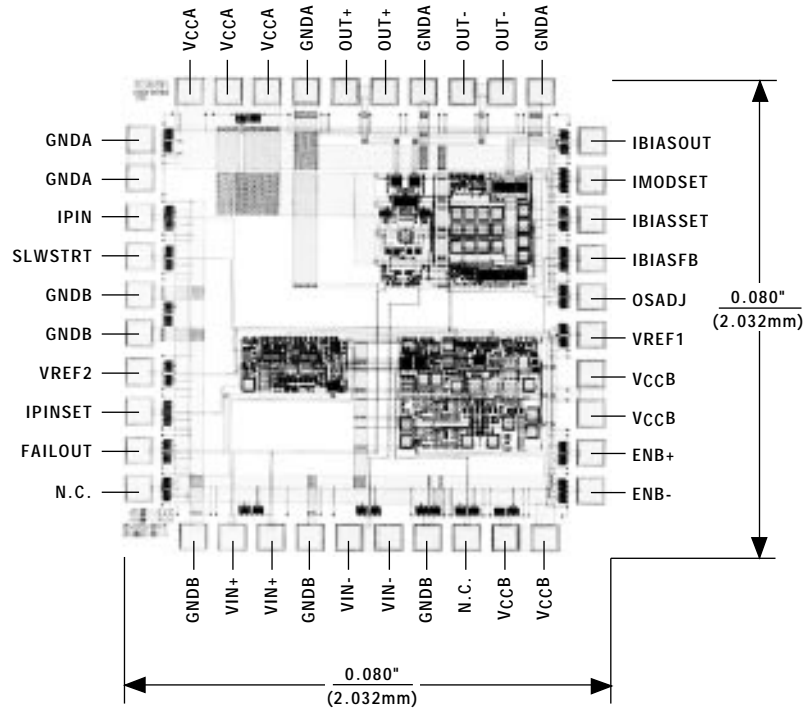 VCCA
VCCA
VCCA
GNDA
OUT+
OUT+
GNDA
OUT-
OUT-
GNDA
GNDA
GNDA
IPIN
SLWSTRT
GNDB
GNDB
VREF2
IPINSET
FAILOUT
N.C.
IBIASOUT
IMODSET
IBIASSET
IBIASFB
OSADJ
VREF1
VCCB
VCCB
ENB+
ENB-
0.080"
(2.032mm)
GNDB
VIN+
VIN+
GNDB
VIN-
VIN-
GNDB
N.C.
VCCB
VCCB
0.080"
(2.032mm)